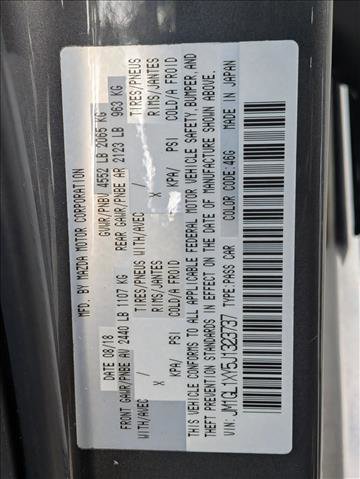 MFD. BY MAZDA MOTOR CORPORATION
DATE 08/18 GVWR/PNBV 4552 LB 2065 KG
FRONT GAWR/PNBE AV 2440 LB 1107 KG REAR GAWR/PNBE AR 2123 LB 963 KG
WITH/AVEC / TIRES/PNEUS WITH/AVEC / TIRES/PNEUS
X RIMS/JANTES X RIMS/JANTES
KPA/ PSI COLD/A FROID KPA/ PSI COLD/A FROID
THIS VEHICLE CONFORMS TO ALL APPLICABLE FEDERAL MOTOR VEHICLE SAFETY, BUMPER, AND
THEFT PREVENTION STANDARDS IN EFFECT ON THE DATE OF MANUFACTURE SHOWN ABOVE.
VIN: JM1GL1XY5J1323737 COLOR CODE:46G MADE IN JAPAN
TYPE:PASS CAR